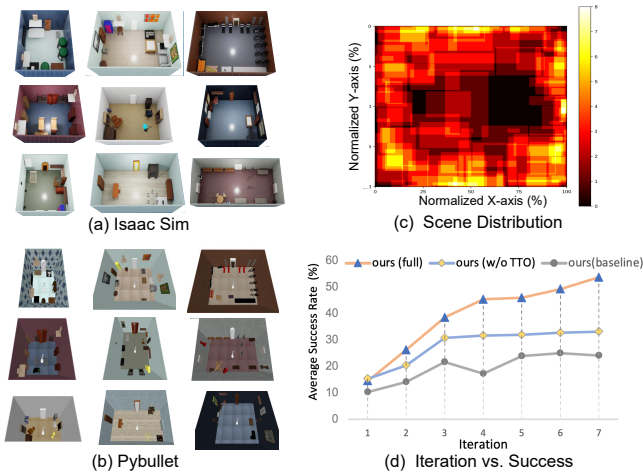 (a) Isaac Sim
(b) Pybullet
Normalized Y-axis (%)
0
25
50
75
100
Normalized X-axis (%)
8
7
6
5
4
3
2
1
0
(c) Scene Distribution
Average Success Rate (%)
60
50
40
30
20
10
0
ours (full)
ours (w/o TTO)
ours(baseline)
1 2 3 4 5 6 7
Iteration
(d) Iteration vs. Success